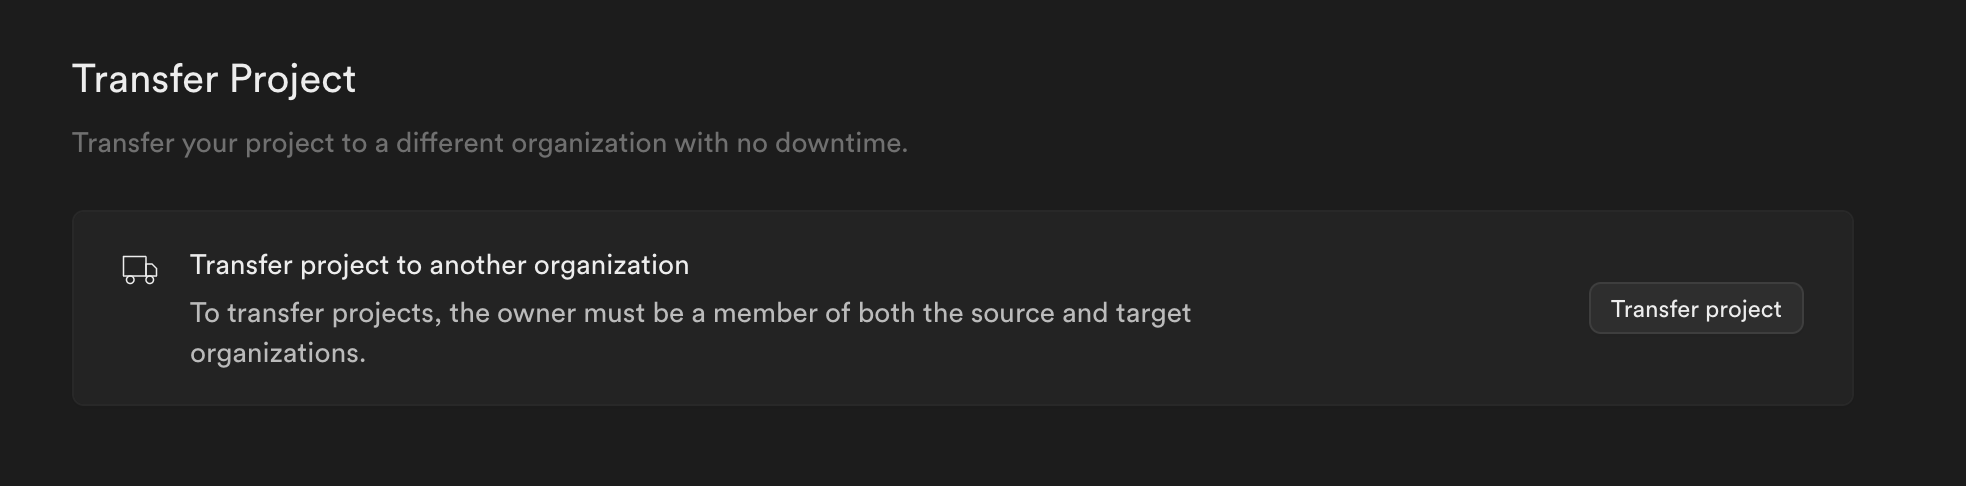 Transfer Project
Transfer your project to a different organization with no downtime.
Transfer project to another organization
To transfer projects, the owner must be a member of both the source and target
organizations.
Transfer project